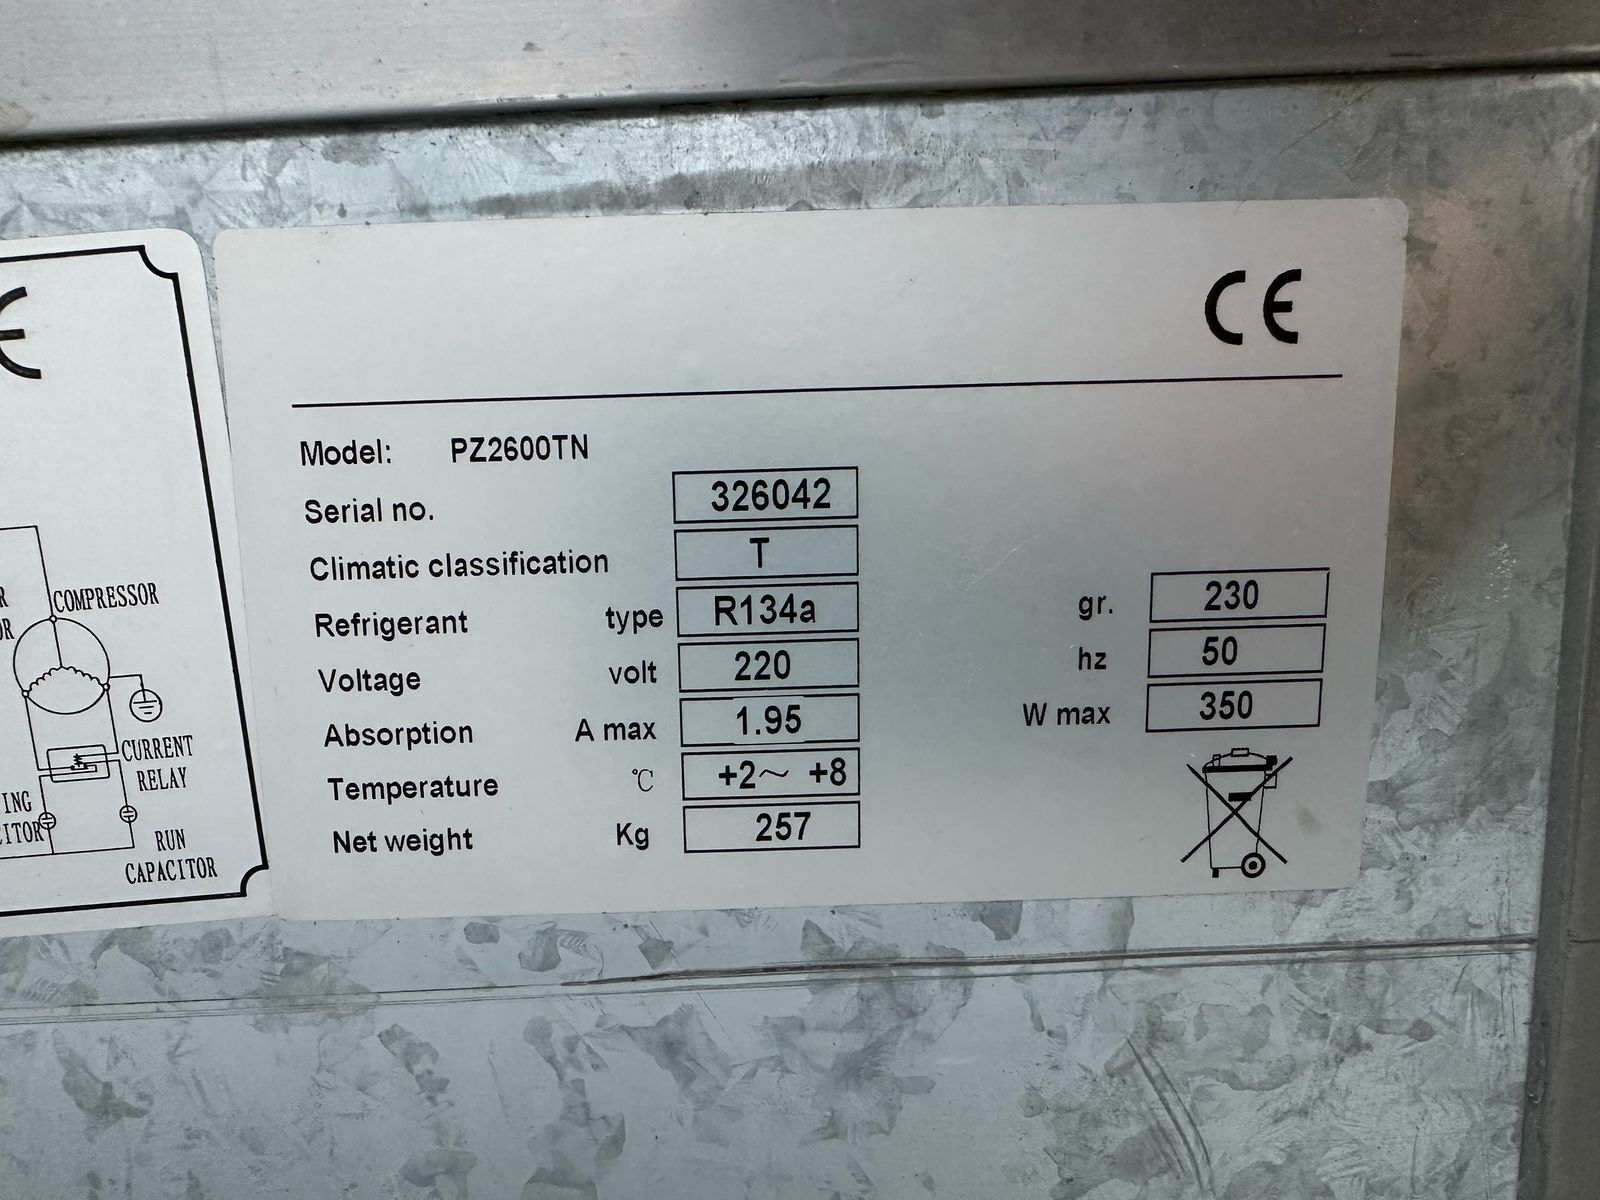 CE
Model: PZ2600TN
Serial no. 326042
Climatic classification T
Refrigerant type R134a gr. 230
Voltage volt 220 hz 50
Absorption A max 1.95 W max 350
Temperature °C +2~ +8
Net weight Kg 257
COMPRESSOR
CURRENT
RELAY
RUN
CAPACITOR